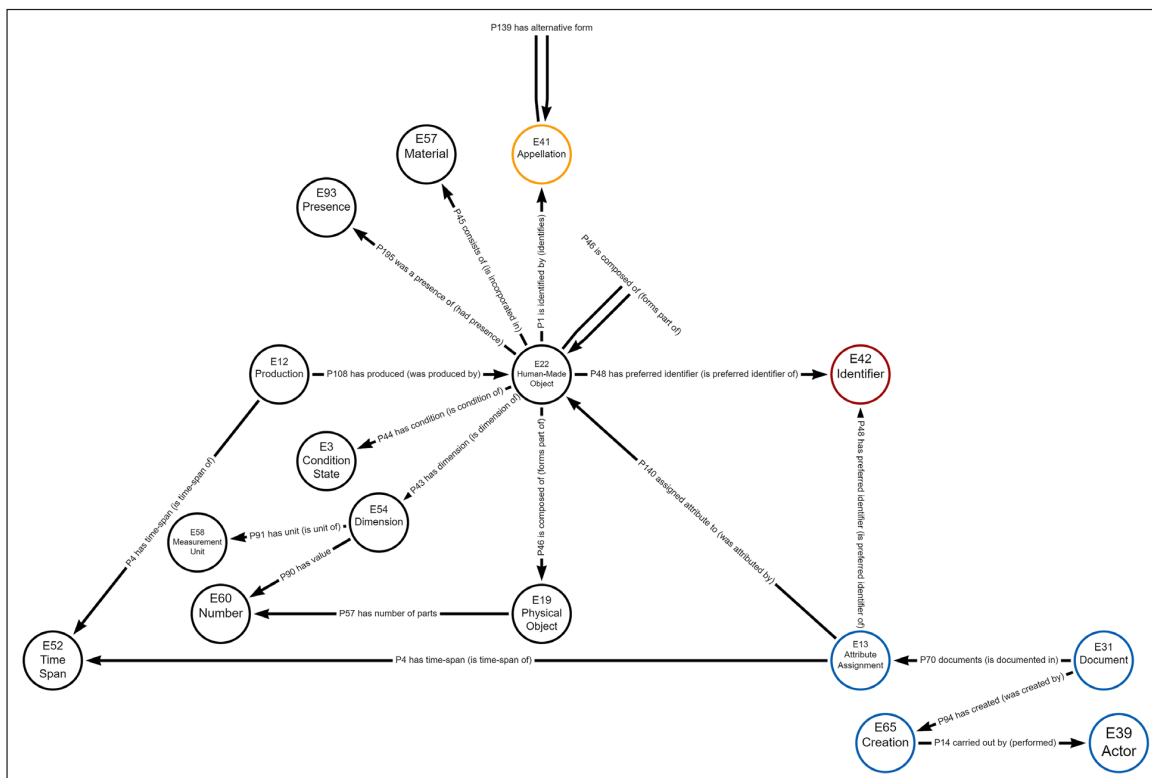 P139 has alternative form
E41
Appellation
E57
Material
E93
Presence
P45 consists of (is incorporated in)
P1 is identified by (identifies)
P195 was a presence of (had presence)
P46 is composed of (forms part of)
E12
Production
P108 has produced (was produced by)
E22
Human-Made
Object
P48 has preferred identifier (is preferred identifier of)
E42
Identifier
P44 has condition (is condition of)
E3
Condition
State
P43 has dimension (is dimension of)
P4 has time-span (is time-span of)
E58
Measurement
Unit
P91 has unit (is unit of)
E54
Dimension
P90 has value
P46 is composed of (forms part of)
P140 assigned attribute to (was attributed by)
P48 has preferred identifier (is preferred identifier of)
E60
Number
P57 has number of parts
E19
Physical
Object
E52
Time
Span
P4 has time-span (is time-span of)
E13
Attribute
Assignment
P70 documents (is documented in)
E31
Document
P94 has created (was created by)
E65
Creation
P14 carried out by (performed)
E39
Actor